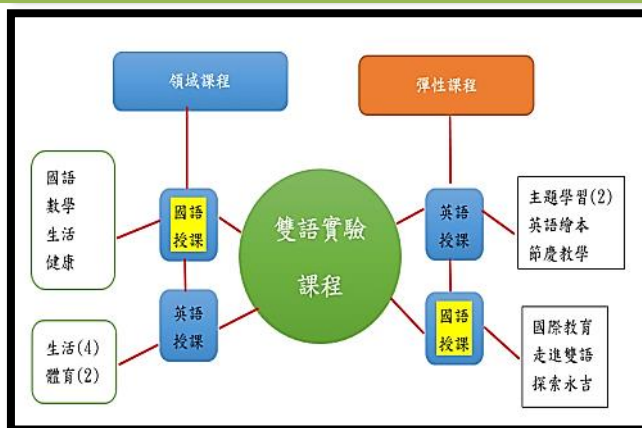 領域課程
彈性課程
國語
數學
生活
健康
國語
授課
雙語實驗
課程
英語
授課
主題學習(2)
英語繪本
節慶教學
生活(4)
體育(2)
英語
授課
國語
授課
國際教育
走進雙語
探索永吉